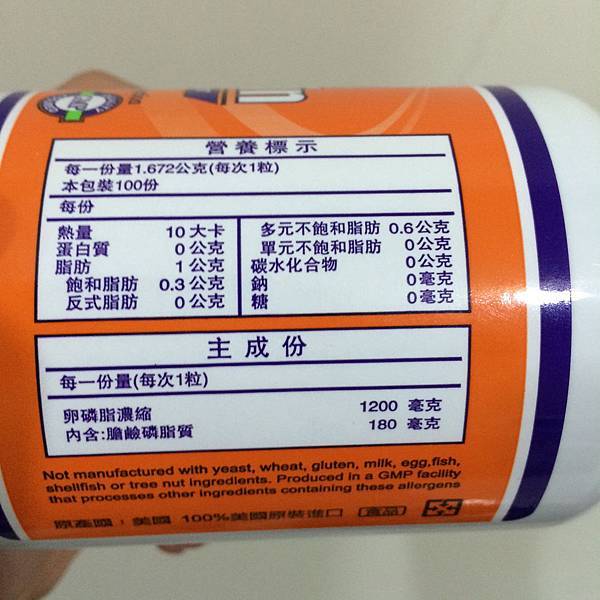 GMP
營養標示
每一份量1.672公克(每次1粒)
本包裝100份
每份
熱量 10大卡
蛋白質 0公克
脂肪 1公克
飽和脂肪 0.3公克
反式脂肪 0公克
多元不飽和脂肪 0.6公克
單元不飽和脂肪 0公克
碳水化合物 0公克
鈉 0毫克
糖 0毫克
主成份
每一份量(每次1粒)
卵磷脂濃縮 1200 毫克
內含:膽鹼磷脂質 180 毫克
Not manufactured with yeast, wheat, gluten, milk, egg,fish,
shellfish or tree nut ingredients. Produced in a GMP facility
that processes other ingredients containing these allergens
原產國：美國 100%美國原裝進口 食品